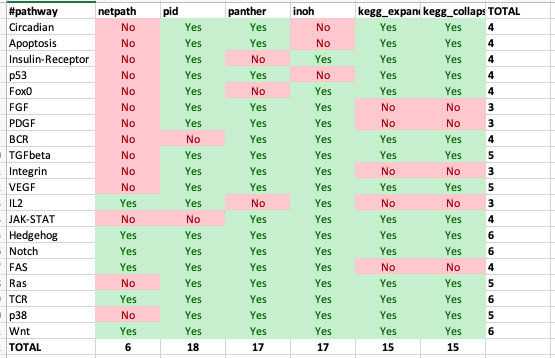 #pathway netpath pid panther inoh kegg_expan kegg_collaps TOTAL
Circadian No Yes Yes No Yes Yes 4
Apoptosis No Yes Yes No Yes Yes 4
Insulin-Receptor No Yes No Yes Yes Yes 4
p53 No Yes Yes No Yes Yes 4
Fox0 No Yes No Yes Yes Yes 4
FGF No Yes Yes Yes No No 3
PDGF No Yes Yes Yes No No 3
BCR No No Yes Yes Yes Yes 4
TGFbeta No Yes Yes Yes Yes Yes 5
Integrin No Yes Yes Yes No No 3
VEGF No Yes Yes Yes Yes Yes 5
IL2 Yes Yes No Yes No No 3
JAK-STAT No No Yes Yes Yes Yes 4
Hedgehog Yes Yes Yes Yes Yes Yes 6
Notch Yes Yes Yes Yes Yes Yes 6
FAS Yes Yes Yes Yes No No 4
Ras No Yes Yes Yes Yes Yes 5
TCR Yes Yes Yes Yes Yes Yes 6
p38 No Yes Yes Yes Yes Yes 5
Wnt Yes Yes Yes Yes Yes Yes 6
TOTAL 6 18 17 17 15 15